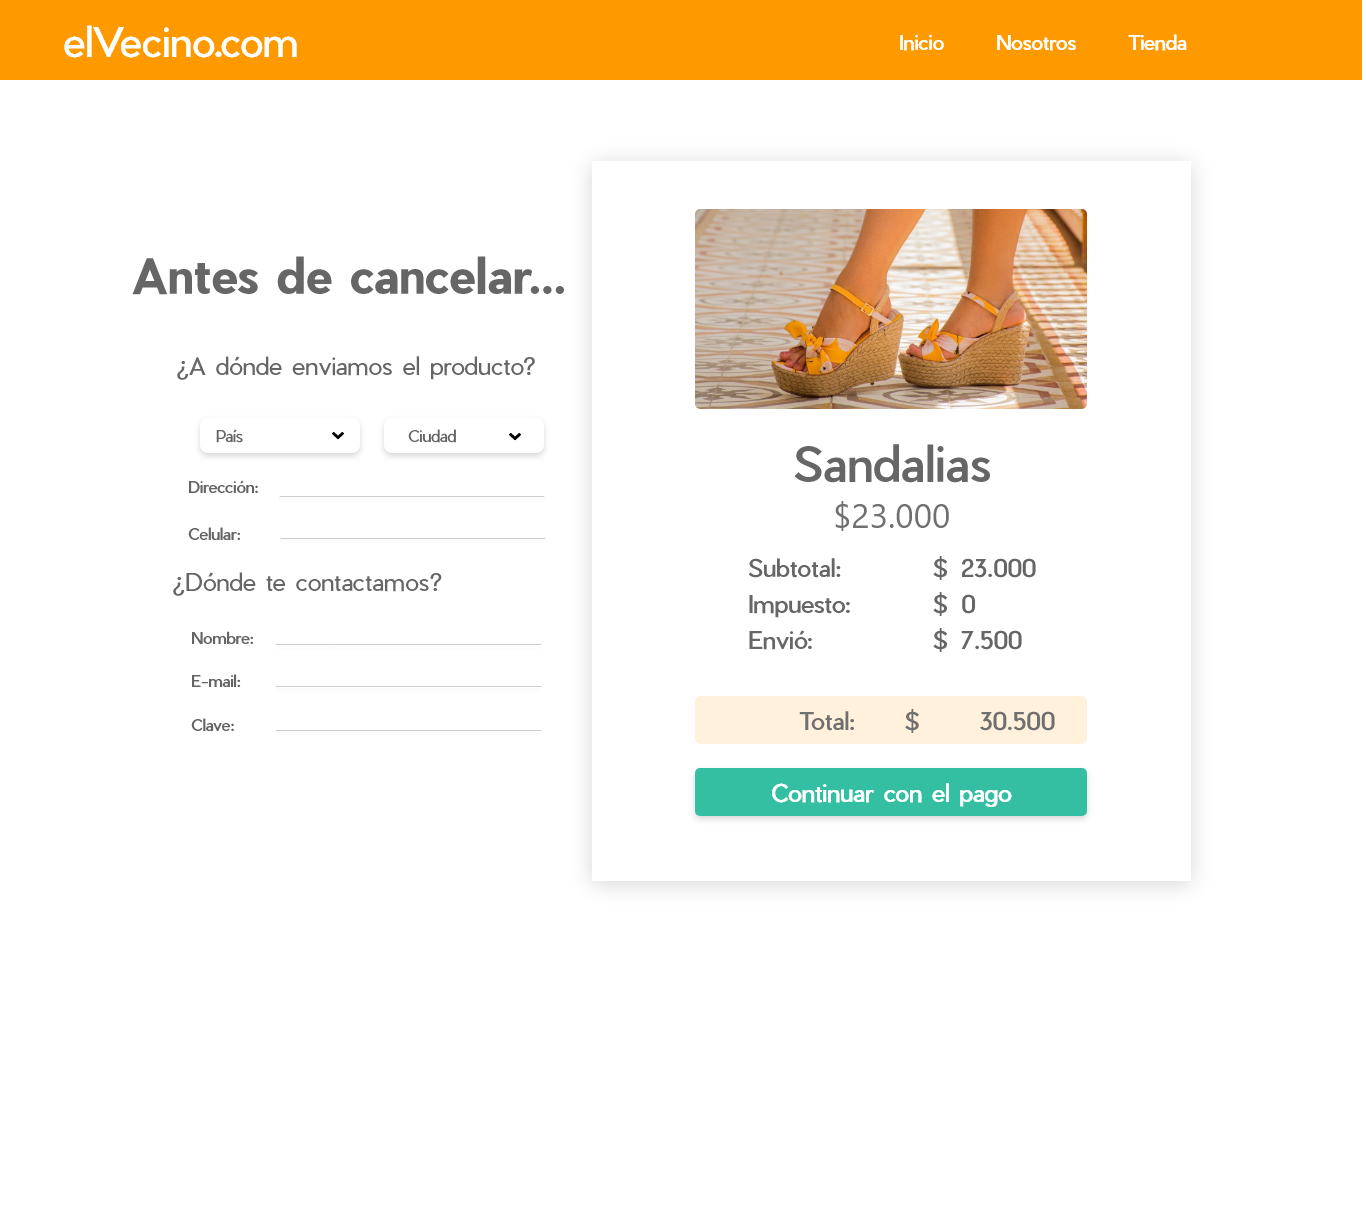 elVecino.com
Inicio Nosotros Tienda
Antes de cancelar...
¿A dónde enviamos el producto?
País Ciudad
Dirección:
Celular:
¿Dónde te contactamos?
Nombre:
E-mail:
Clave:
Sandalias
$23.000
Subtotal: $ 23.000
Impuesto: $ 0
Envió: $ 7.500
Total: $ 30.500
Continuar con el pago